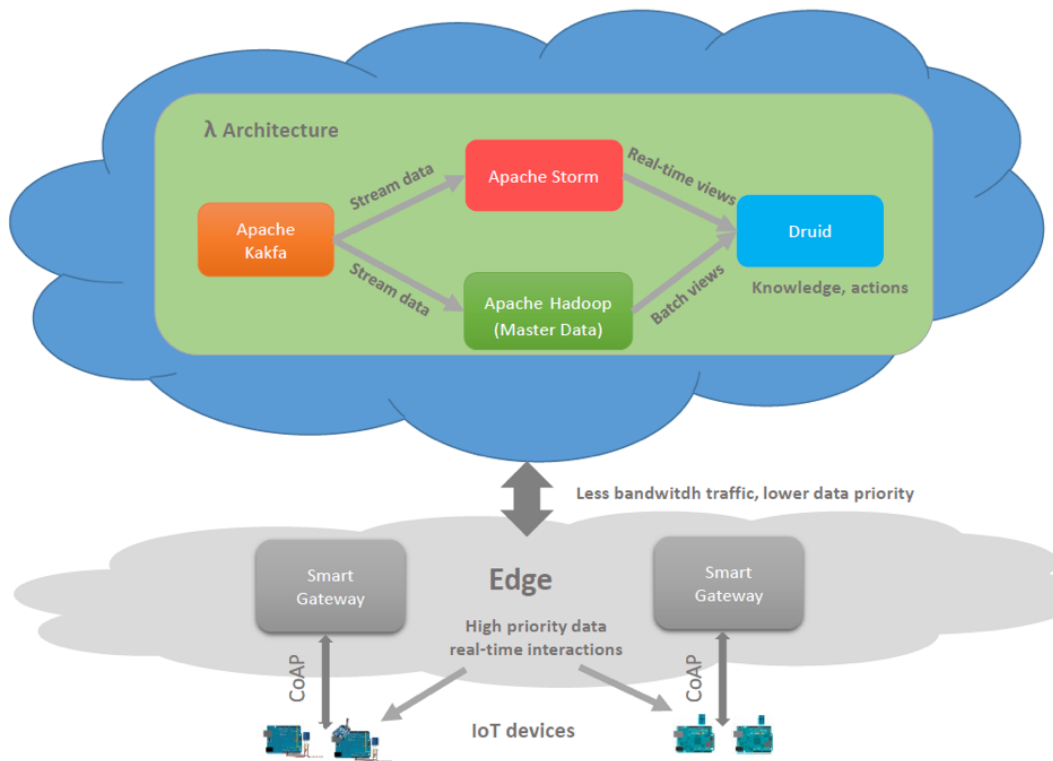 λ Architecture
Stream data
Apache Storm
Real-time views
Apache
Kakfa
Druid
Stream data
Apache Hadoop
(Master Data)
Batch views
Knowledge, actions
Less bandwitdh traffic, lower data priority
Smart
Gateway
Edge
Smart
Gateway
High priority data
real-time interactions
CoAP
CoAP
IoT devices